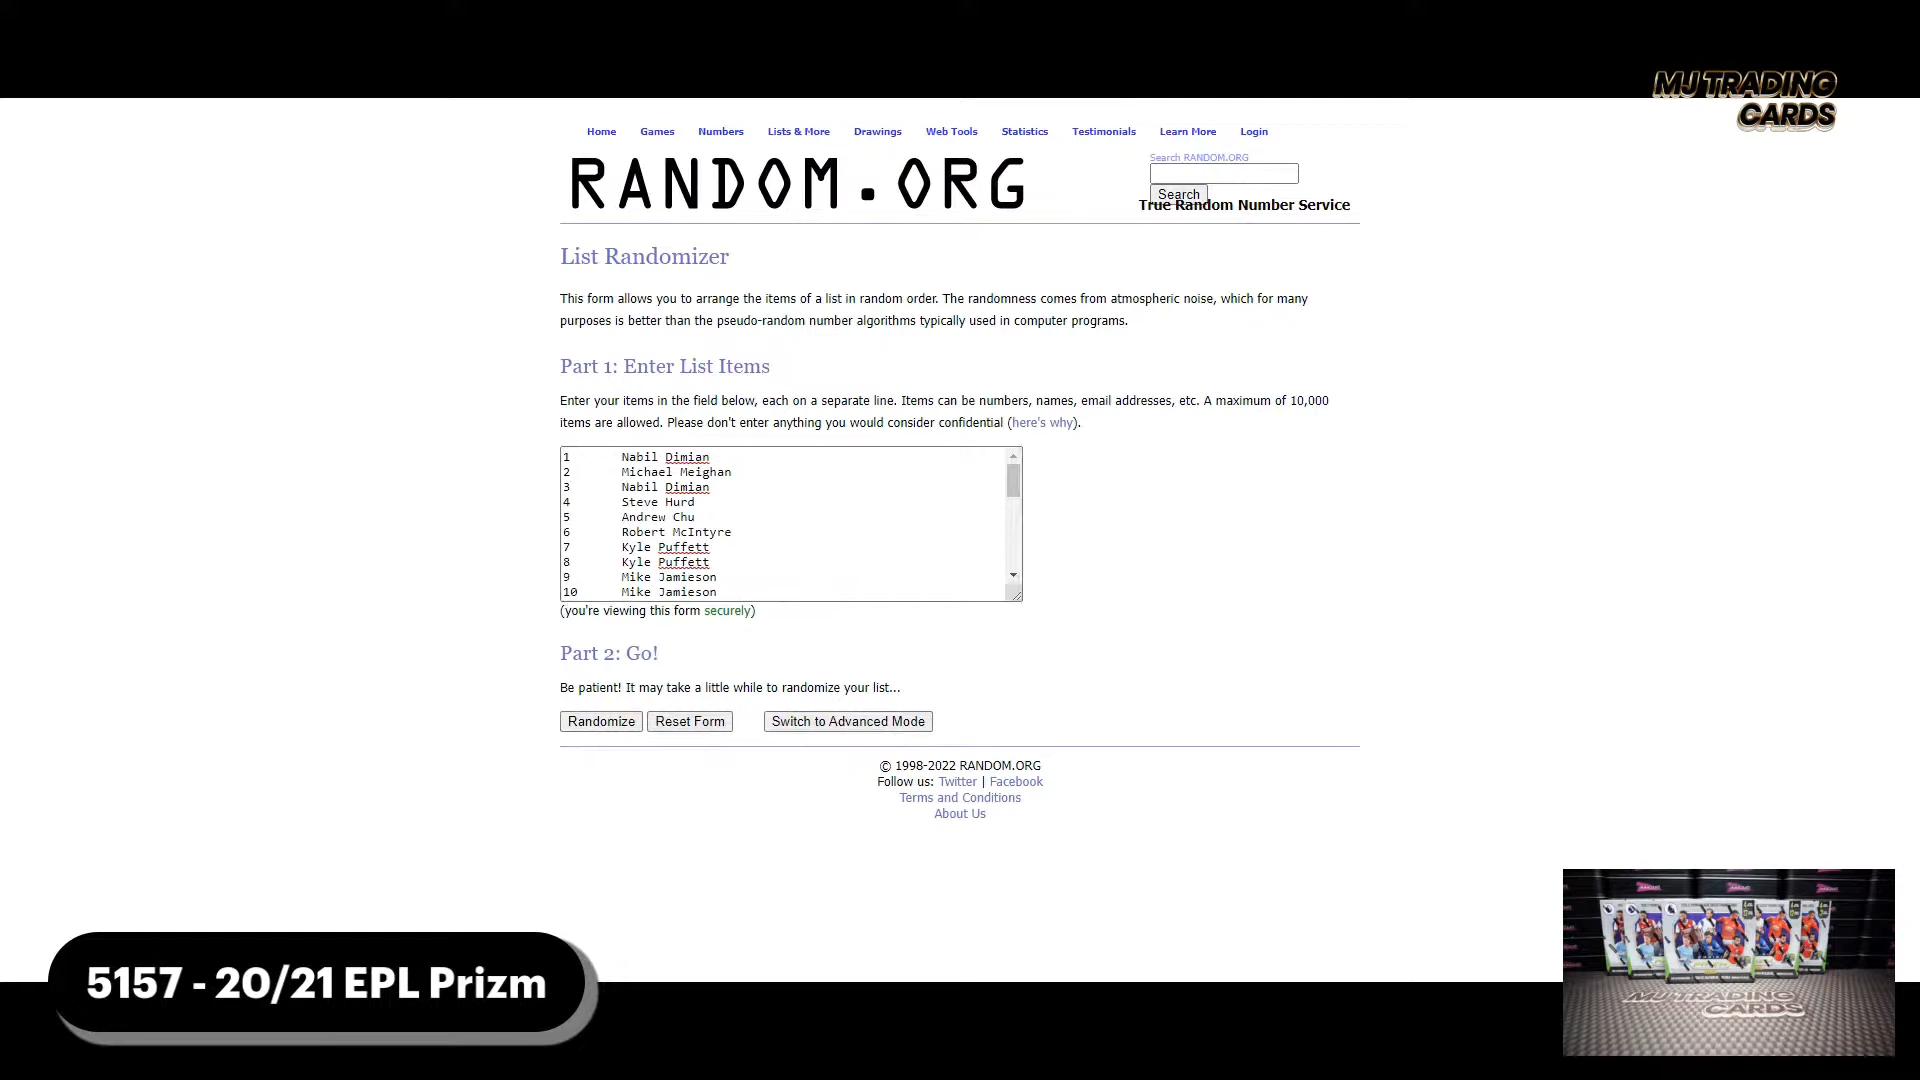 MJ TRADING
CARDS
Home Games Numbers Lists & More Drawings Web Tools Statistics Testimonials Learn More Login
RANDOM.ORG
Search RANDOM.ORG
Search
True Random Number Service
List Randomizer
This form allows you to arrange the items of a list in random order. The randomness comes from atmospheric noise, which for many
purposes is better than the pseudo-random number algorithms typically used in computer programs.
Part 1: Enter List Items
Enter your items in the field below, each on a separate line. Items can be numbers, names, email addresses, etc. A maximum of 10,000
items are allowed. Please don't enter anything you would consider confidential (here's why).
1 Nabil Dimian
2 Michael Meighan
3 Nabil Dimian
4 Steve Hurd
5 Andrew Chu
6 Robert McIntyre
7 Kyle Puffett
8 Kyle Puffett
9 Mike Jamieson
10 Mike Jamieson
(you're viewing this form securely)
Part 2: Go!
Be patient! It may take a little while to randomize your list...
Randomize Reset Form Switch to Advanced Mode
© 1998-2022 RANDOM.ORG
Follow us: Twitter | Facebook
Terms and Conditions
About Us
5157 - 20/21 EPL Prizm
MJ TRADING
CARDS